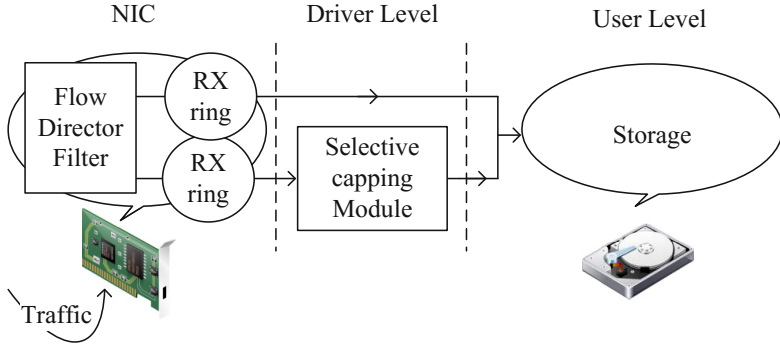 NIC
Driver Level
User Level
Flow
Director
Filter
RX
ring
RX
ring
Selective
capping
Module
Storage
Traffic